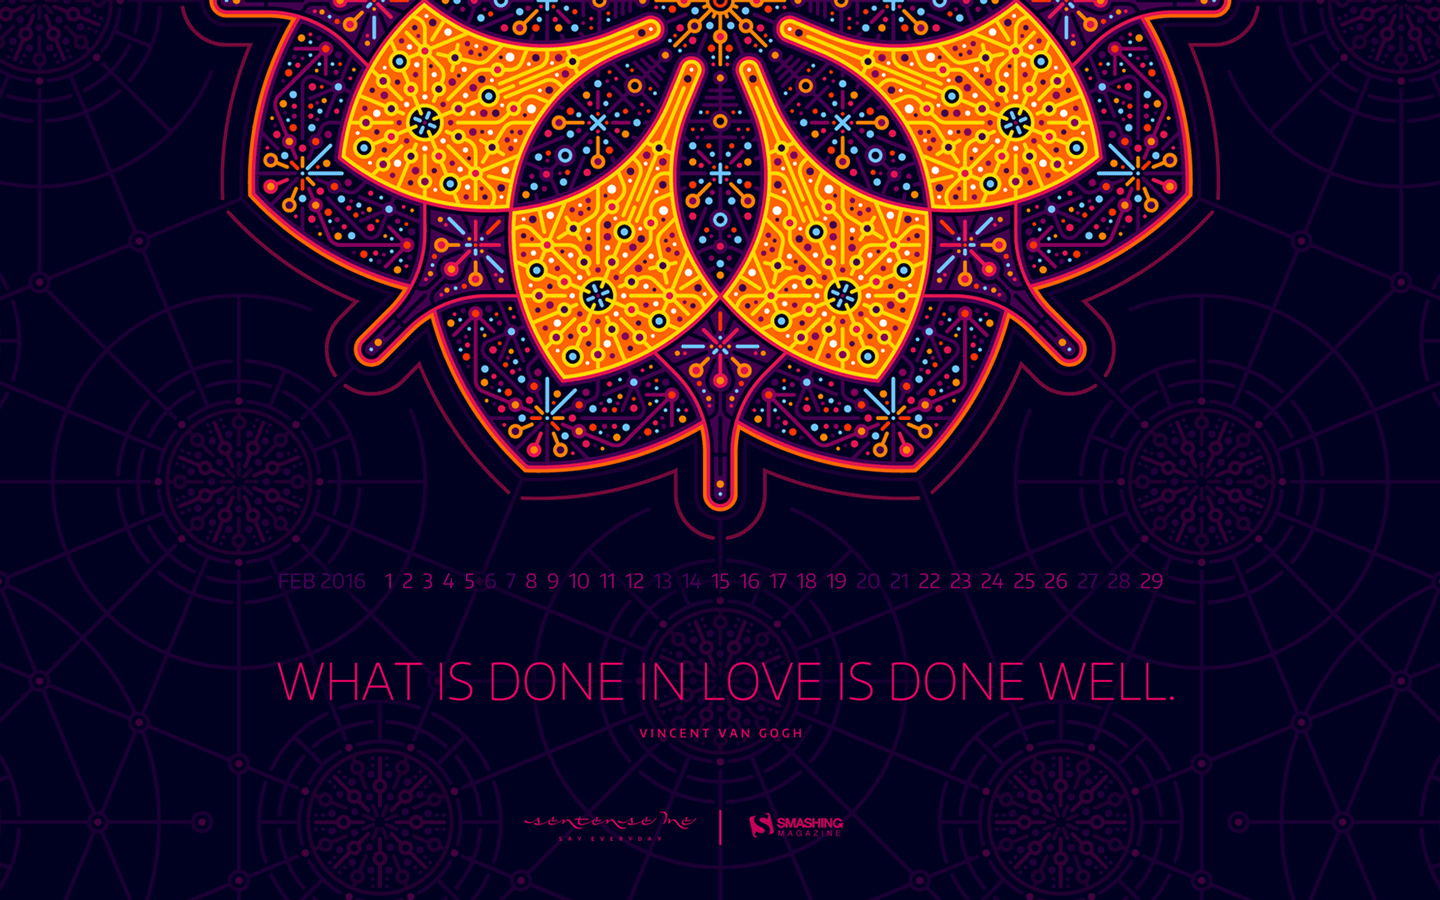 FEB 2016 1 2 3 4 5 6 7 8 9 10 11 12 13 14 15 16 17 18 19 20 21 22 23 24 25 26 27 28 29
WHAT IS DONE IN LOVE IS DONE WELL.
VINCENT VAN GOGH
sentense me
SAY EVERYDAY
SMASHING
MAGAZINE